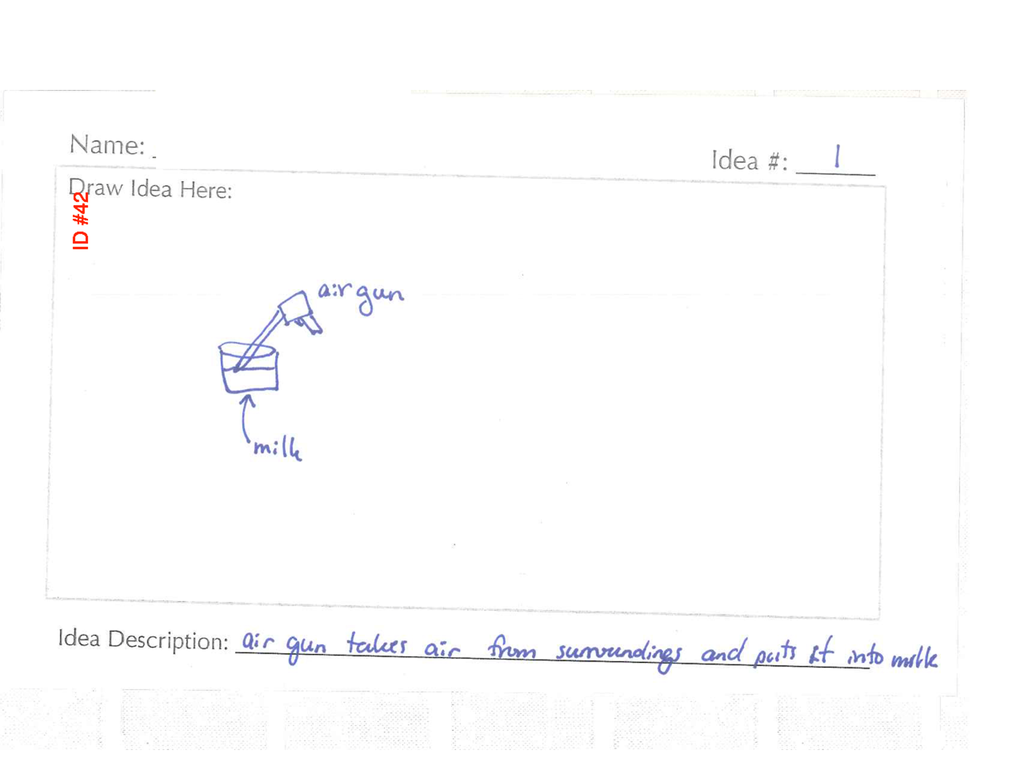 Name:
Idea #: 1
Draw Idea Here:
ID #42
air gun
milk
Idea Description: air gun takes air from surroundings and puts it into milk